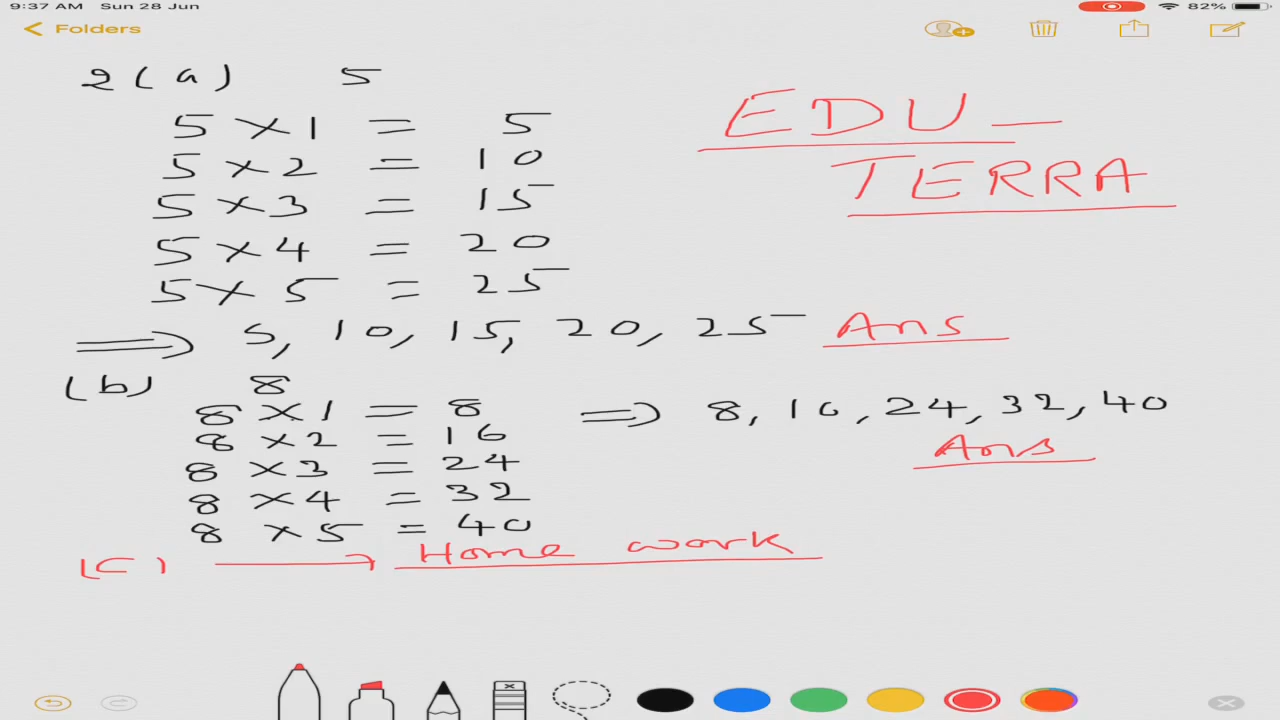 9:37 AM Sun 28 Jun 82%
Folders
2 (a) 5
5 × 1 = 5
5 × 2 = 10
5 × 3 = 15
5 × 4 = 20
5 × 5 = 25
⟹ 5, 10, 15, 20, 25 Ans
EDU-
TERRA
(b) 8
8 × 1 = 8
8 × 2 = 16
8 × 3 = 24
8 × 4 = 32
8 × 5 = 40
⟹ 8, 16, 24, 32, 40
Ans
(C) → Home work